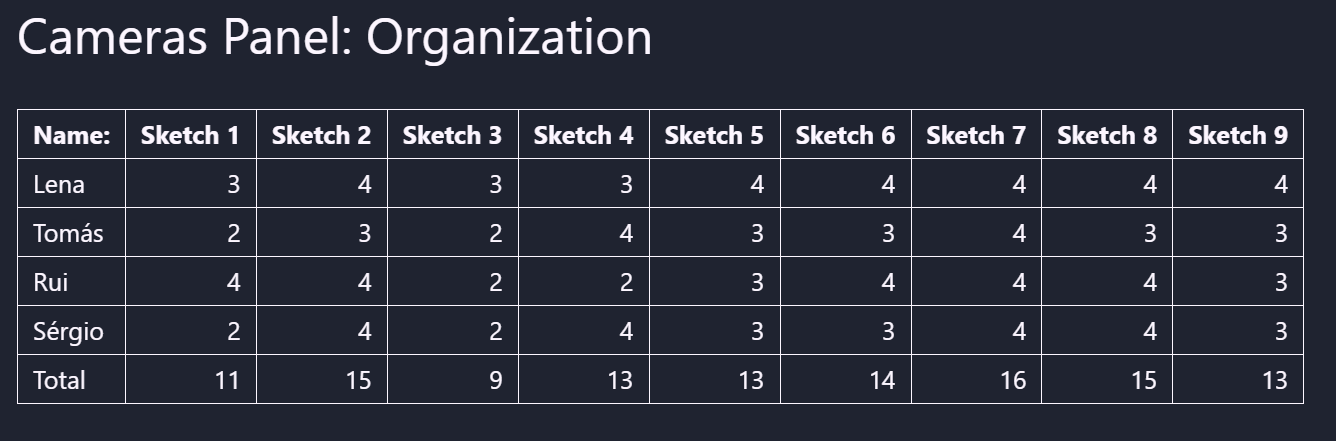 Cameras Panel: Organization
Name: Sketch 1 Sketch 2 Sketch 3 Sketch 4 Sketch 5 Sketch 6 Sketch 7 Sketch 8 Sketch 9
Lena 3 4 3 3 4 4 4 4 4
Tomás 2 3 2 4 3 3 4 3 3
Rui 4 4 2 2 3 4 4 4 3
Sérgio 2 4 2 4 3 3 4 4 3
Total 11 15 9 13 13 14 16 15 13